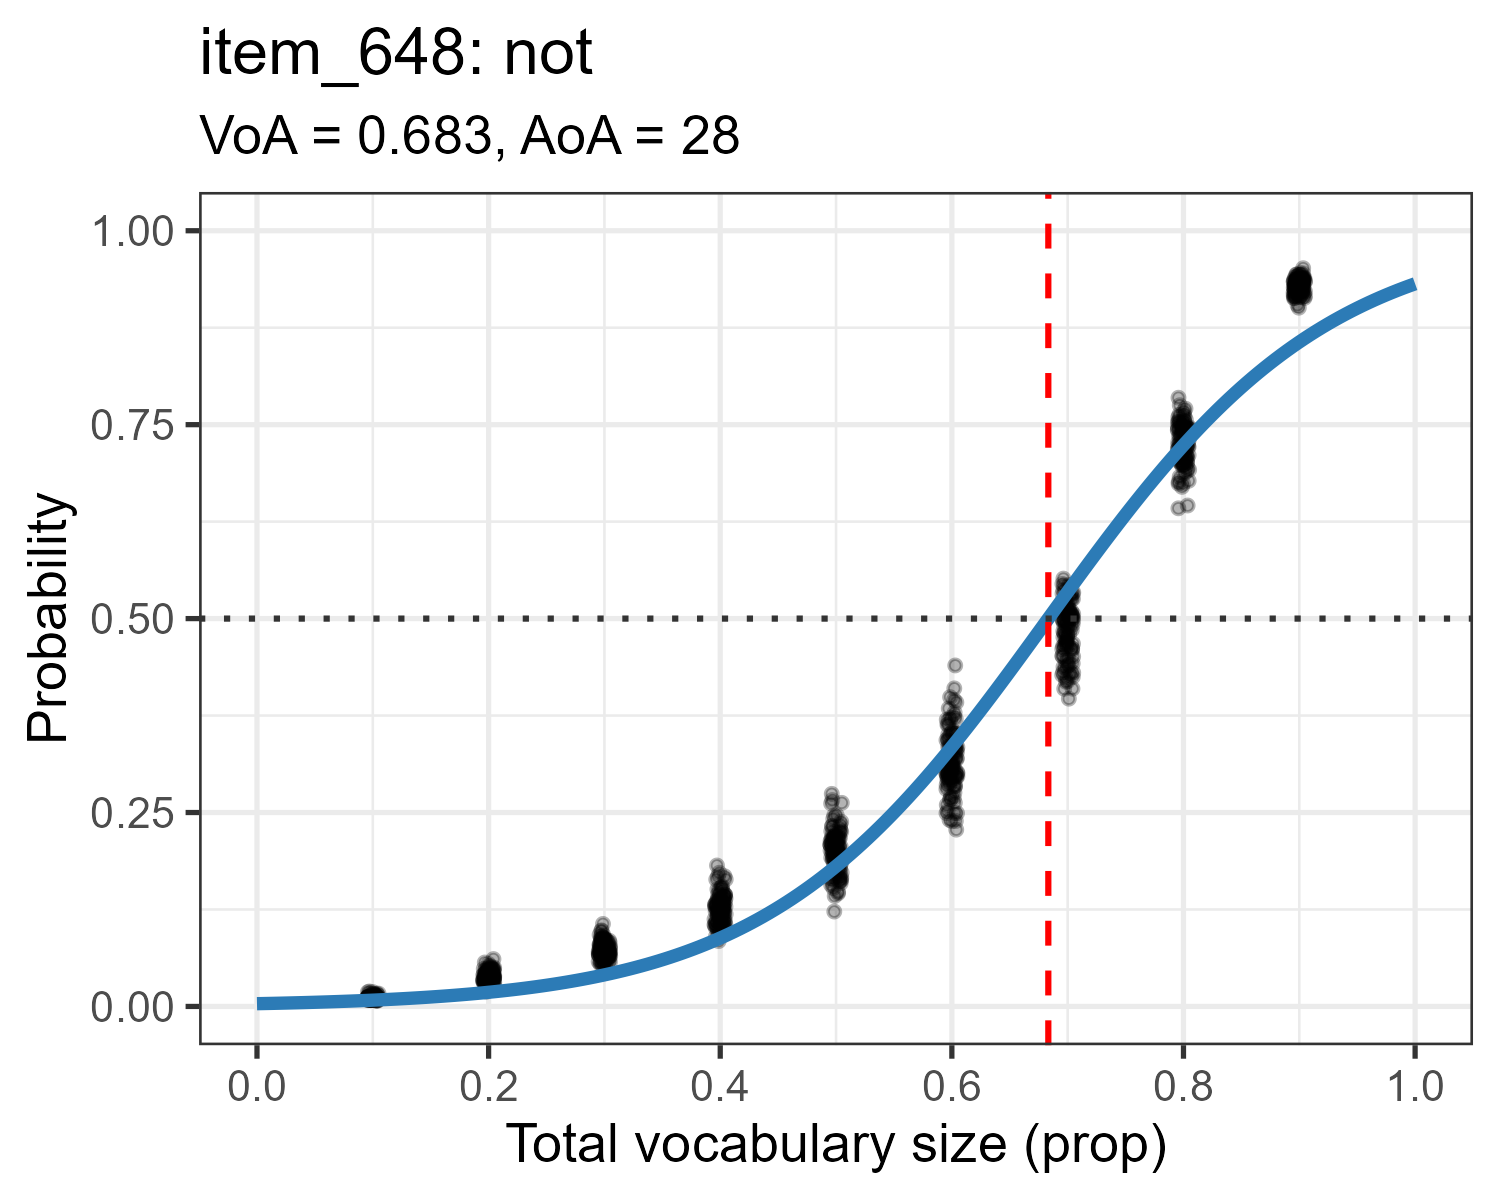 item_648: not
VoA = 0.683, AoA = 28
1.00
0.75
0.50
0.25
0.00
Probability
0.0 0.2 0.4 0.6 0.8 1.0
Total vocabulary size (prop)